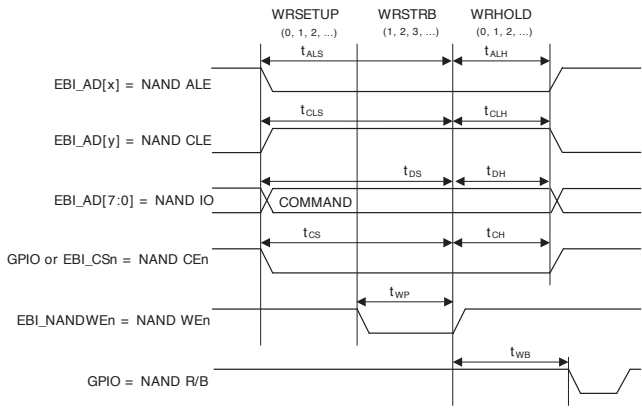 WRSETUP WRSTRB WRHOLD
(0, 1, 2, ...) (1, 2, 3, ...) (0, 1, 2, ...)
tALS tALH
EBI_AD[x] = NAND ALE
tCLS tCLH
EBI_AD[y] = NAND CLE
tDS tDH
EBI_AD[7:0] = NAND IO COMMAND
tCS tCH
GPIO or EBI_CSn = NAND CEn
tWP
EBI_NANDWEn = NAND WEn
tWB
GPIO = NAND R/B